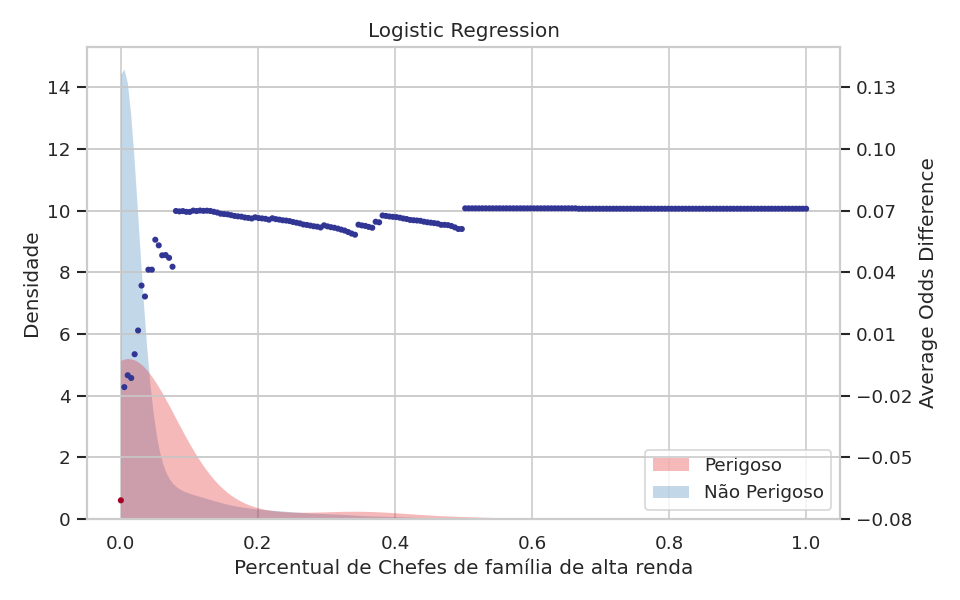 Logistic Regression
14
12
10
8
6
4
2
0
Densidade
0.13
0.10
0.07
0.04
0.01
−0.02
−0.05
−0.08
Average Odds Difference
Perigoso
Não Perigoso
0.0 0.2 0.4 0.6 0.8 1.0
Percentual de Chefes de família de alta renda